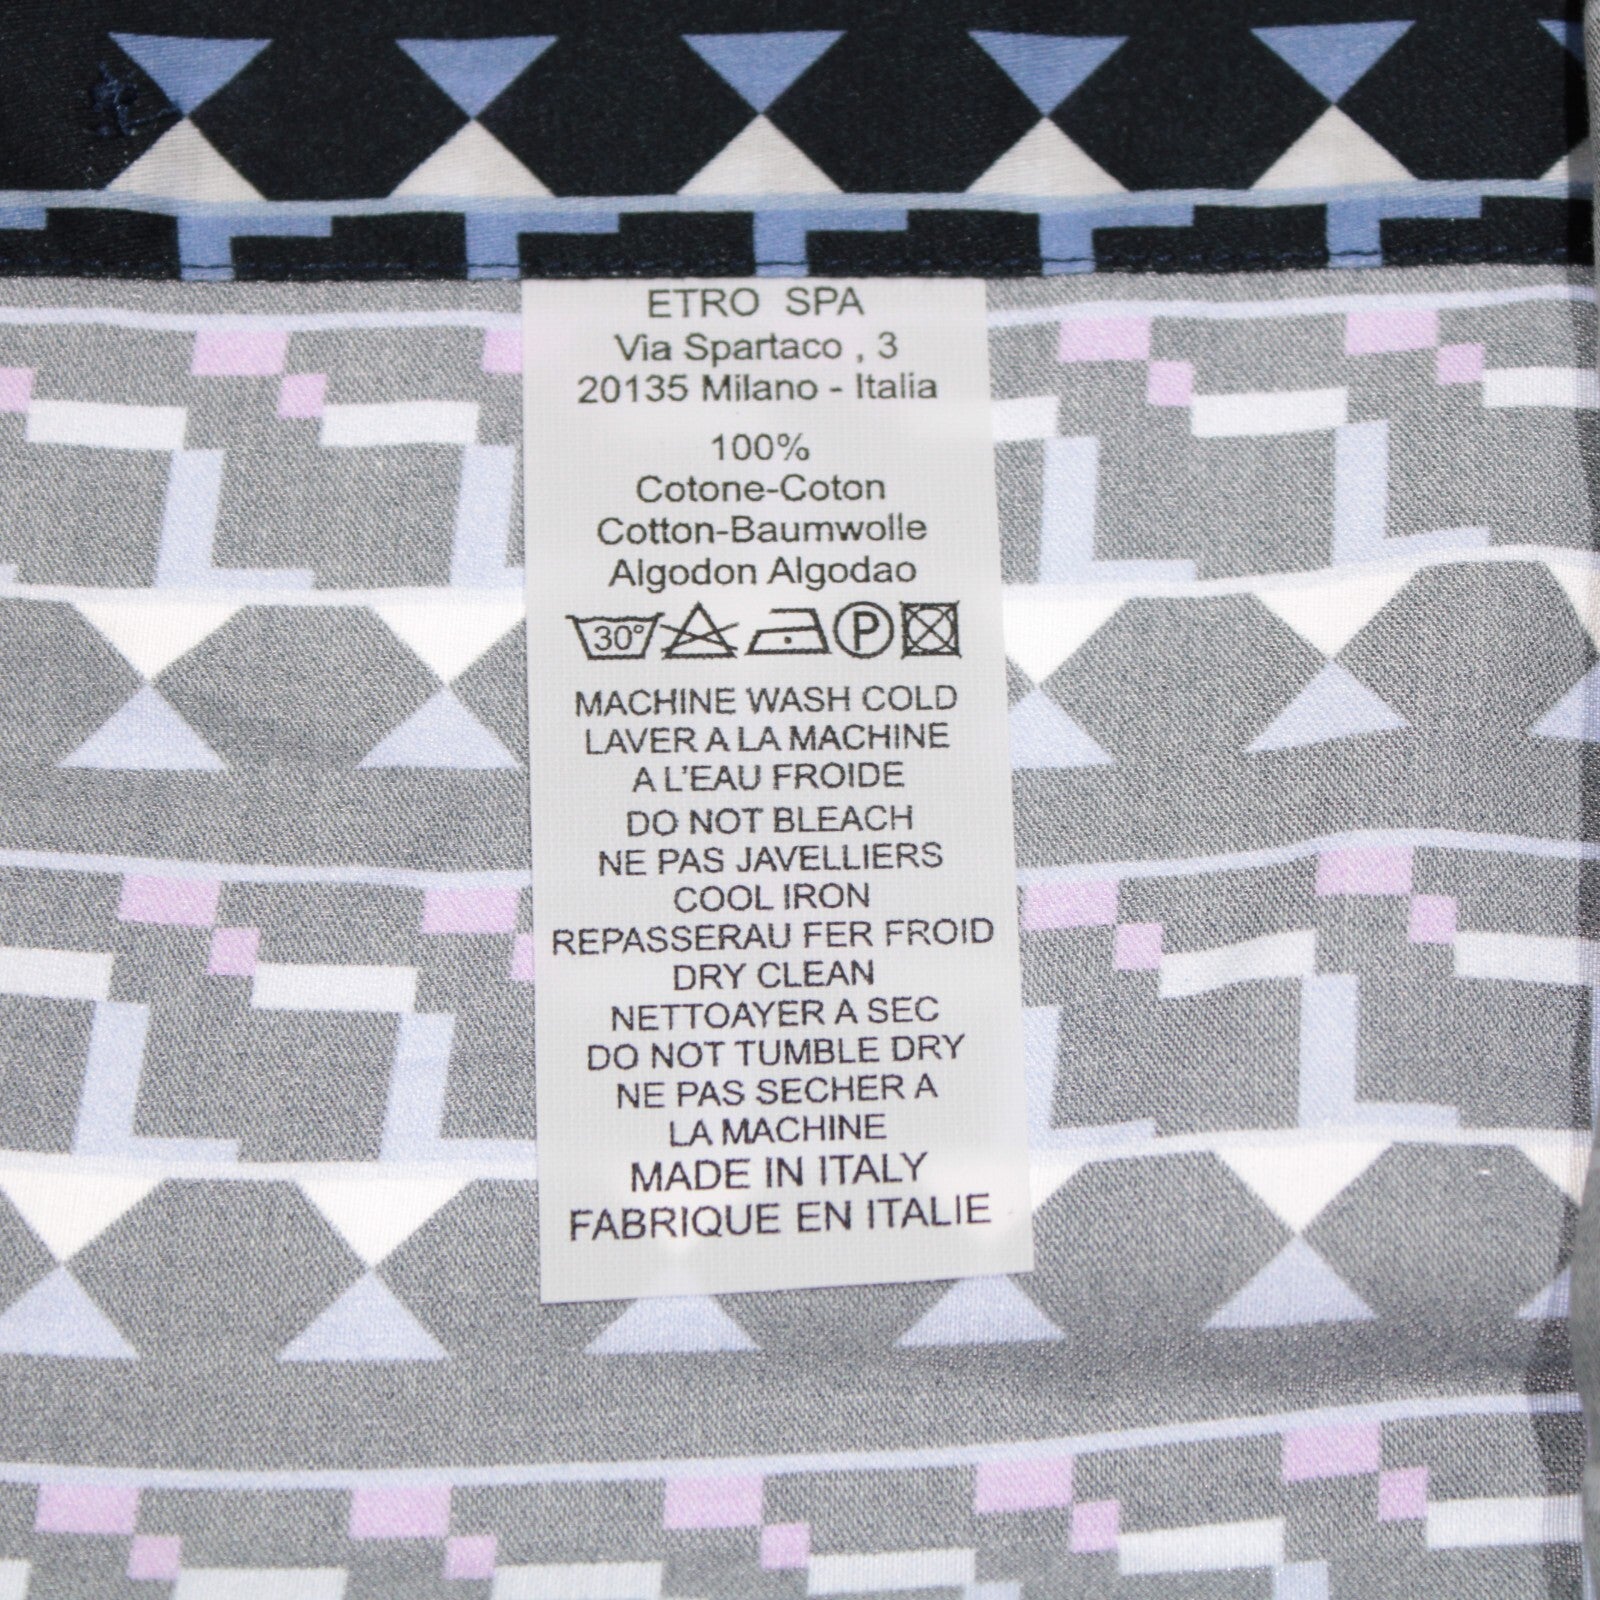 ETRO SPA
Via Spartaco , 3
20135 Milano - Italia
100%
Cotone-Coton
Cotton-Baumwolle
Algodon Algodao
30° P
MACHINE WASH COLD
LAVER A LA MACHINE
A L'EAU FROIDE
DO NOT BLEACH
NE PAS JAVELLIERS
COOL IRON
REPASSERAU FER FROID
DRY CLEAN
NETTOAYER A SEC
DO NOT TUMBLE DRY
NE PAS SECHER A
LA MACHINE
MADE IN ITALY
FABRIQUE EN ITALIE